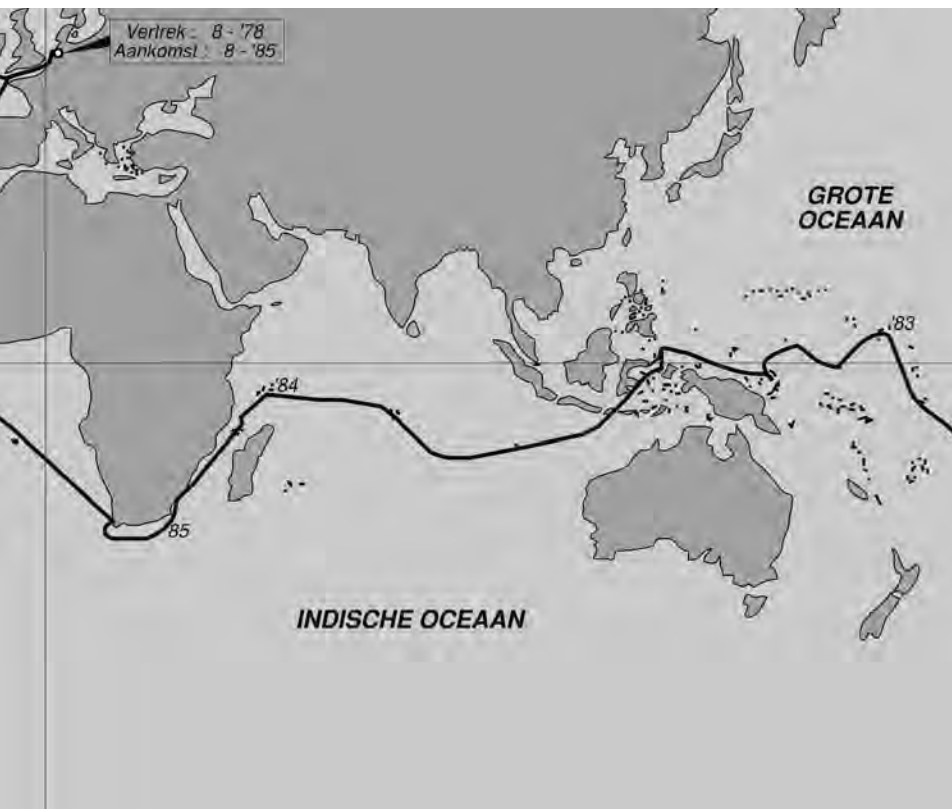 Vertrek : 8 - '78
Aankomst : 8 - '85
GROTE
OCEAAN
'83
'84
'85
INDISCHE OCEAAN